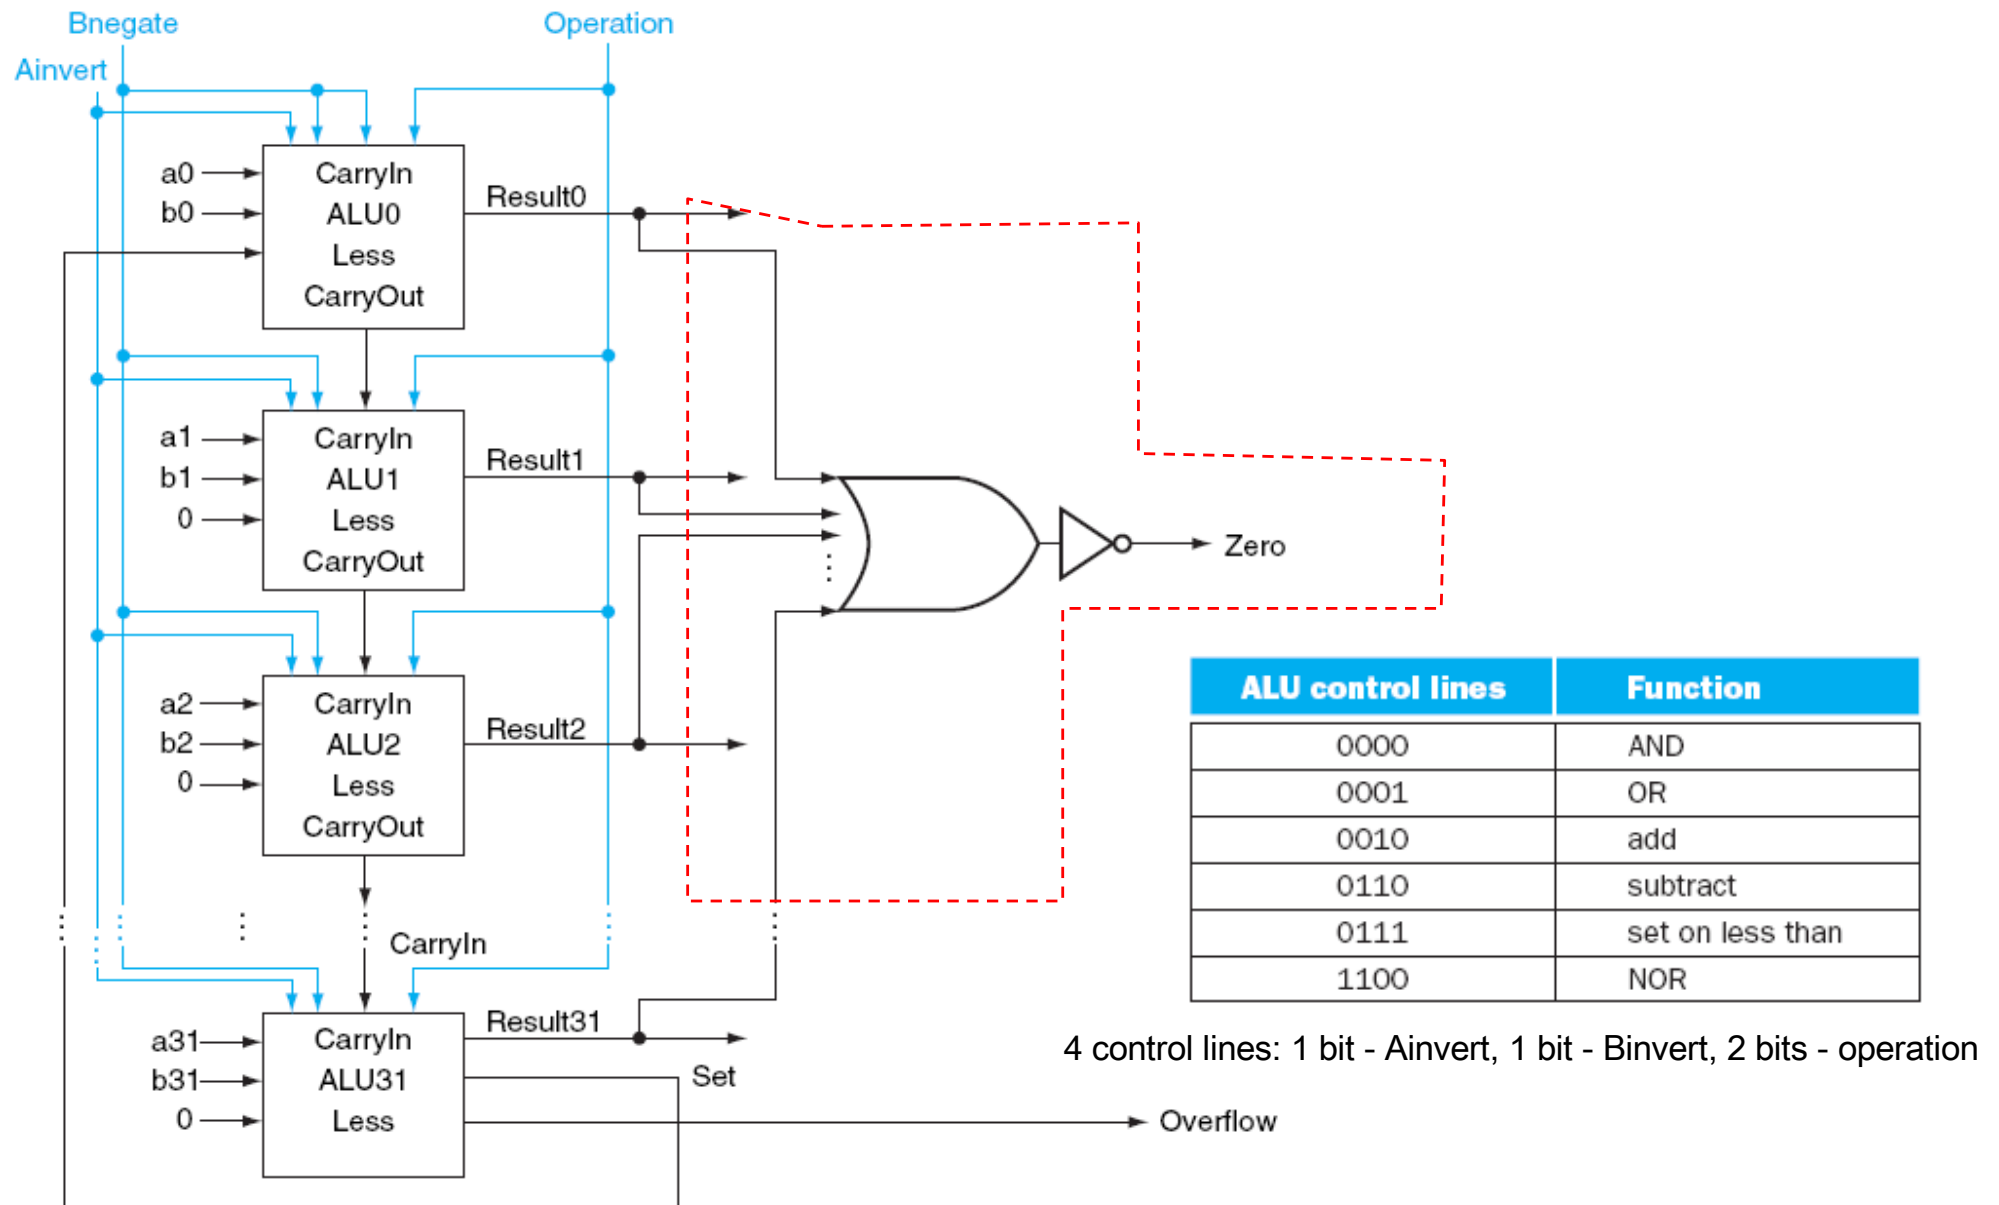 Bnegate
Operation
Ainvert
a0
b0
CarryIn
ALU0
Less
CarryOut
Result0
a1
b1
0
CarryIn
ALU1
Less
CarryOut
Result1
Zero
a2
b2
0
CarryIn
ALU2
Less
CarryOut
Result2
CarryIn
a31
b31
0
CarryIn
ALU31
Less
Result31
Set
Overflow
ALU control lines Function
0000 AND
0001 OR
0010 add
0110 subtract
0111 set on less than
1100 NOR
4 control lines: 1 bit - Ainvert, 1 bit - Binvert, 2 bits - operation